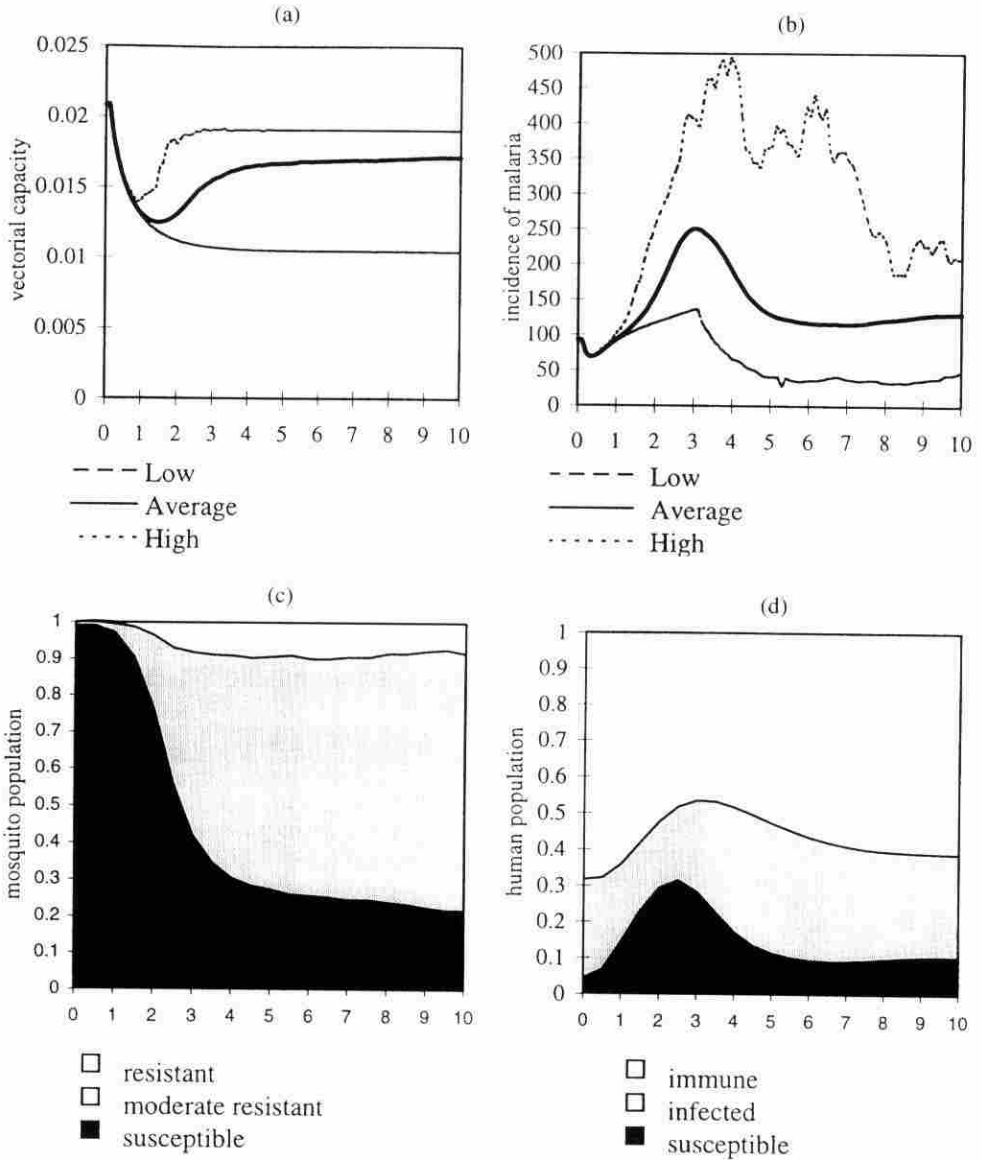 (a)
0.025
0.02
0.015
0.01
0.005
0
vectorial capacity
0 1 2 3 4 5 6 7 8 9 10
Low
Average
High
(b)
500
450
400
350
300
250
200
150
100
50
0
incidence of malaria
0 1 2 3 4 5 6 7 8 9 10
Low
Average
High
(c)
1
0.9
0.8
0.7
0.6
0.5
0.4
0.3
0.2
0.1
0
mosquito population
0 1 2 3 4 5 6 7 8 9 10
resistant
moderate resistant
susceptible
(d)
1
0.9
0.8
0.7
0.6
0.5
0.4
0.3
0.2
0.1
0
human population
0 1 2 3 4 5 6 7 8 9 10
immune
infected
susceptible